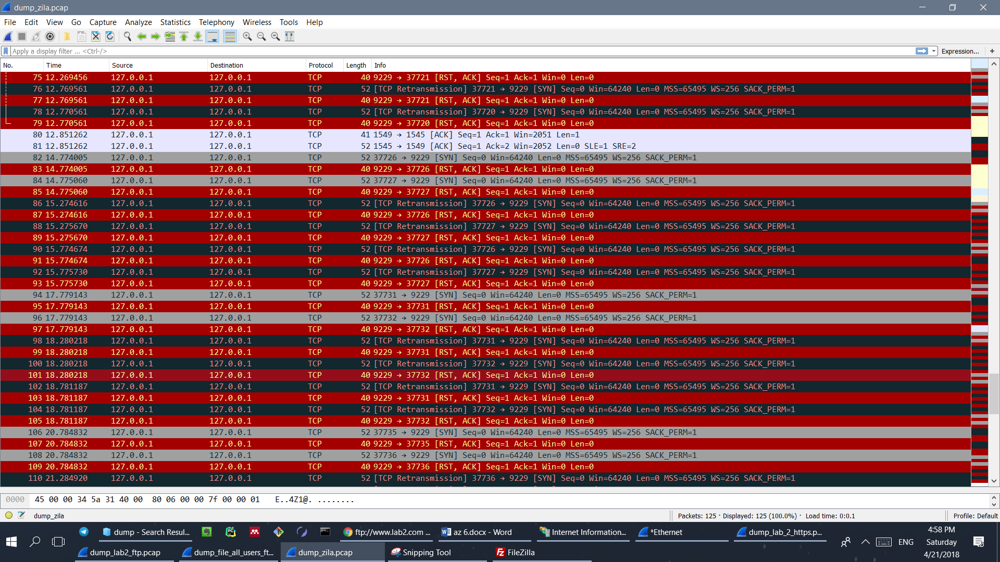 dump_zila.pcap
File Edit View Go Capture Analyze Statistics Telephony Wireless Tools Help
Apply a display filter ... <Ctrl-/> Expression... +
No. Time Source Destination Protocol Length Info
75 12.269456 127.0.0.1 127.0.0.1 TCP 40 9229 → 37721 [RST, ACK] Seq=1 Ack=1 Win=0 Len=0
76 12.769561 127.0.0.1 127.0.0.1 TCP 52 [TCP Retransmission] 37721 → 9229 [SYN] Seq=0 Win=64240 Len=0 MSS=65495 WS=256 SACK_PERM=1
77 12.769561 127.0.0.1 127.0.0.1 TCP 40 9229 → 37721 [RST, ACK] Seq=1 Ack=1 Win=0 Len=0
78 12.770561 127.0.0.1 127.0.0.1 TCP 52 [TCP Retransmission] 37720 → 9229 [SYN] Seq=0 Win=64240 Len=0 MSS=65495 WS=256 SACK_PERM=1
79 12.770561 127.0.0.1 127.0.0.1 TCP 40 9229 → 37720 [RST, ACK] Seq=1 Ack=1 Win=0 Len=0
80 12.851262 127.0.0.1 127.0.0.1 TCP 41 1549 → 1545 [ACK] Seq=1 Ack=1 Win=2051 Len=1
81 12.851262 127.0.0.1 127.0.0.1 TCP 52 1545 → 1549 [ACK] Seq=1 Ack=2 Win=2052 Len=0 SLE=1 SRE=2
82 14.774005 127.0.0.1 127.0.0.1 TCP 52 37726 → 9229 [SYN] Seq=0 Win=64240 Len=0 MSS=65495 WS=256 SACK_PERM=1
83 14.774005 127.0.0.1 127.0.0.1 TCP 40 9229 → 37726 [RST, ACK] Seq=1 Ack=1 Win=0 Len=0
84 14.775060 127.0.0.1 127.0.0.1 TCP 52 37727 → 9229 [SYN] Seq=0 Win=64240 Len=0 MSS=65495 WS=256 SACK_PERM=1
85 14.775060 127.0.0.1 127.0.0.1 TCP 40 9229 → 37727 [RST, ACK] Seq=1 Ack=1 Win=0 Len=0
86 15.274616 127.0.0.1 127.0.0.1 TCP 52 [TCP Retransmission] 37726 → 9229 [SYN] Seq=0 Win=64240 Len=0 MSS=65495 WS=256 SACK_PERM=1
87 15.274616 127.0.0.1 127.0.0.1 TCP 40 9229 → 37726 [RST, ACK] Seq=1 Ack=1 Win=0 Len=0
88 15.275670 127.0.0.1 127.0.0.1 TCP 52 [TCP Retransmission] 37727 → 9229 [SYN] Seq=0 Win=64240 Len=0 MSS=65495 WS=256 SACK_PERM=1
89 15.275670 127.0.0.1 127.0.0.1 TCP 40 9229 → 37727 [RST, ACK] Seq=1 Ack=1 Win=0 Len=0
90 15.774674 127.0.0.1 127.0.0.1 TCP 52 [TCP Retransmission] 37726 → 9229 [SYN] Seq=0 Win=64240 Len=0 MSS=65495 WS=256 SACK_PERM=1
91 15.774674 127.0.0.1 127.0.0.1 TCP 40 9229 → 37726 [RST, ACK] Seq=1 Ack=1 Win=0 Len=0
92 15.775730 127.0.0.1 127.0.0.1 TCP 52 [TCP Retransmission] 37727 → 9229 [SYN] Seq=0 Win=64240 Len=0 MSS=65495 WS=256 SACK_PERM=1
93 15.775730 127.0.0.1 127.0.0.1 TCP 40 9229 → 37727 [RST, ACK] Seq=1 Ack=1 Win=0 Len=0
94 17.779143 127.0.0.1 127.0.0.1 TCP 52 37731 → 9229 [SYN] Seq=0 Win=64240 Len=0 MSS=65495 WS=256 SACK_PERM=1
95 17.779143 127.0.0.1 127.0.0.1 TCP 40 9229 → 37731 [RST, ACK] Seq=1 Ack=1 Win=0 Len=0
96 17.779143 127.0.0.1 127.0.0.1 TCP 52 37732 → 9229 [SYN] Seq=0 Win=64240 Len=0 MSS=65495 WS=256 SACK_PERM=1
97 17.779143 127.0.0.1 127.0.0.1 TCP 40 9229 → 37732 [RST, ACK] Seq=1 Ack=1 Win=0 Len=0
98 18.280218 127.0.0.1 127.0.0.1 TCP 52 [TCP Retransmission] 37731 → 9229 [SYN] Seq=0 Win=64240 Len=0 MSS=65495 WS=256 SACK_PERM=1
99 18.280218 127.0.0.1 127.0.0.1 TCP 40 9229 → 37731 [RST, ACK] Seq=1 Ack=1 Win=0 Len=0
100 18.280218 127.0.0.1 127.0.0.1 TCP 52 [TCP Retransmission] 37732 → 9229 [SYN] Seq=0 Win=64240 Len=0 MSS=65495 WS=256 SACK_PERM=1
101 18.280218 127.0.0.1 127.0.0.1 TCP 40 9229 → 37732 [RST, ACK] Seq=1 Ack=1 Win=0 Len=0
102 18.781187 127.0.0.1 127.0.0.1 TCP 52 [TCP Retransmission] 37731 → 9229 [SYN] Seq=0 Win=64240 Len=0 MSS=65495 WS=256 SACK_PERM=1
103 18.781187 127.0.0.1 127.0.0.1 TCP 40 9229 → 37731 [RST, ACK] Seq=1 Ack=1 Win=0 Len=0
104 18.781187 127.0.0.1 127.0.0.1 TCP 52 [TCP Retransmission] 37732 → 9229 [SYN] Seq=0 Win=64240 Len=0 MSS=65495 WS=256 SACK_PERM=1
105 18.781187 127.0.0.1 127.0.0.1 TCP 40 9229 → 37732 [RST, ACK] Seq=1 Ack=1 Win=0 Len=0
106 20.784832 127.0.0.1 127.0.0.1 TCP 52 37735 → 9229 [SYN] Seq=0 Win=64240 Len=0 MSS=65495 WS=256 SACK_PERM=1
107 20.784832 127.0.0.1 127.0.0.1 TCP 40 9229 → 37735 [RST, ACK] Seq=1 Ack=1 Win=0 Len=0
108 20.784832 127.0.0.1 127.0.0.1 TCP 52 37736 → 9229 [SYN] Seq=0 Win=64240 Len=0 MSS=65495 WS=256 SACK_PERM=1
109 20.784832 127.0.0.1 127.0.0.1 TCP 40 9229 → 37736 [RST, ACK] Seq=1 Ack=1 Win=0 Len=0
110 21.284920 127.0.0.1 127.0.0.1 TCP 52 [TCP Retransmission] 37736 → 9229 [SYN] Seq=0 Win=64240 Len=0 MSS=65495 WS=256 SACK_PERM=1
0000 45 00 00 34 5a 31 40 00 80 06 00 00 7f 00 00 01 E..4Z1@. ........
dump_zila Packets: 125 · Displayed: 125 (100.0%) · Load time: 0:0.1 Profile: Default
dump - Search Resul... ftp://www.lab2.com ... az 6.docx - Word Internet Information... *Ethernet dump_lab_2_https.p...
dump_lab2_ftp.pcap dump_file_all_users_ft... dump_zila.pcap Snipping Tool FileZilla
ENG
4:58 PM
Saturday
4/21/2018